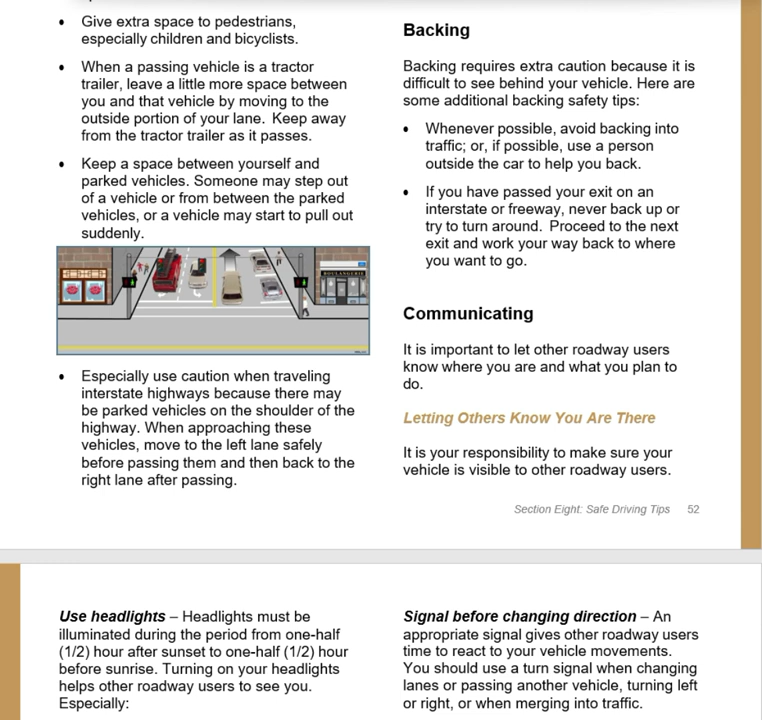 • Give extra space to pedestrians,
especially children and bicyclists.
• When a passing vehicle is a tractor
trailer, leave a little more space between
you and that vehicle by moving to the
outside portion of your lane. Keep away
from the tractor trailer as it passes.
• Keep a space between yourself and
parked vehicles. Someone may step out
of a vehicle or from between the parked
vehicles, or a vehicle may start to pull out
suddenly.
BOULANGERIE
• Especially use caution when traveling
interstate highways because there may
be parked vehicles on the shoulder of the
highway. When approaching these
vehicles, move to the left lane safely
before passing them and then back to the
right lane after passing.
Backing
Backing requires extra caution because it is
difficult to see behind your vehicle. Here are
some additional backing safety tips:
• Whenever possible, avoid backing into
traffic; or, if possible, use a person
outside the car to help you back.
• If you have passed your exit on an
interstate or freeway, never back up or
try to turn around. Proceed to the next
exit and work your way back to where
you want to go.
Communicating
It is important to let other roadway users
know where you are and what you plan to
do.
Letting Others Know You Are There
It is your responsibility to make sure your
vehicle is visible to other roadway users.
Section Eight: Safe Driving Tips 52
Use headlights – Headlights must be
illuminated during the period from one-half
(1/2) hour after sunset to one-half (1/2) hour
before sunrise. Turning on your headlights
helps other roadway users to see you.
Especially:
Signal before changing direction – An
appropriate signal gives other roadway users
time to react to your vehicle movements.
You should use a turn signal when changing
lanes or passing another vehicle, turning left
or right, or when merging into traffic.